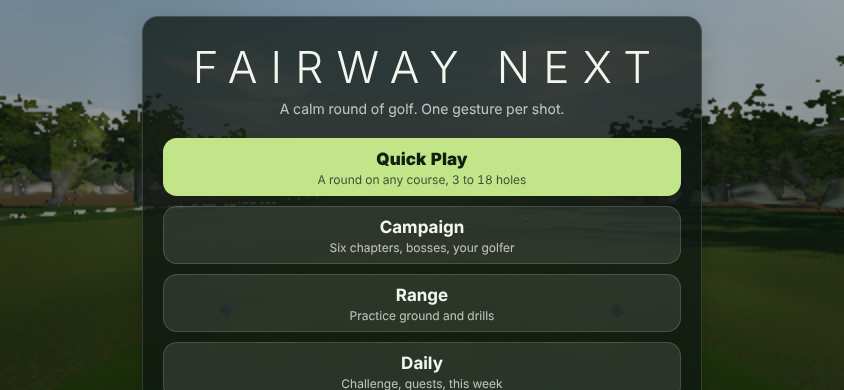 FAIRWAY NEXT
A calm round of golf. One gesture per shot.
Quick Play
A round on any course, 3 to 18 holes
Campaign
Six chapters, bosses, your golfer
Range
Practice ground and drills
Daily
Challenge, quests, this week